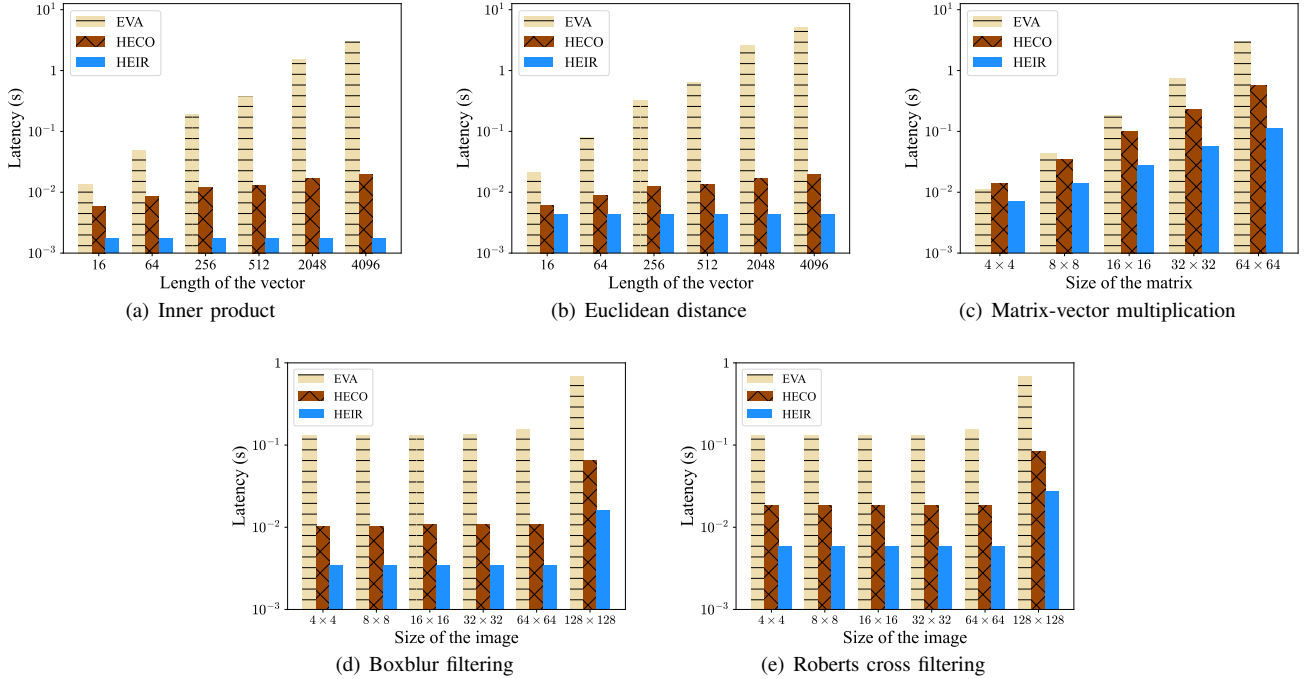 10¹
1
10⁻¹
10⁻²
10⁻³
Latency (s)
EVA
HECO
HEIR
16 64 256 512 2048 4096
Length of the vector
(a) Inner product
10¹
1
10⁻¹
10⁻²
10⁻³
Latency (s)
EVA
HECO
HEIR
16 64 256 512 2048 4096
Length of the vector
(b) Euclidean distance
10¹
1
10⁻¹
10⁻²
10⁻³
Latency (s)
EVA
HECO
HEIR
4 × 4 8 × 8 16 × 16 32 × 32 64 × 64
Size of the matrix
(c) Matrix-vector multiplication
1
10⁻¹
10⁻²
10⁻³
Latency (s)
EVA
HECO
HEIR
4 × 4 8 × 8 16 × 16 32 × 32 64 × 64 128 × 128
Size of the image
(d) Boxblur filtering
1
10⁻¹
10⁻²
10⁻³
Latency (s)
EVA
HECO
HEIR
4 × 4 8 × 8 16 × 16 32 × 32 64 × 64 128 × 128
Size of the image
(e) Roberts cross filtering